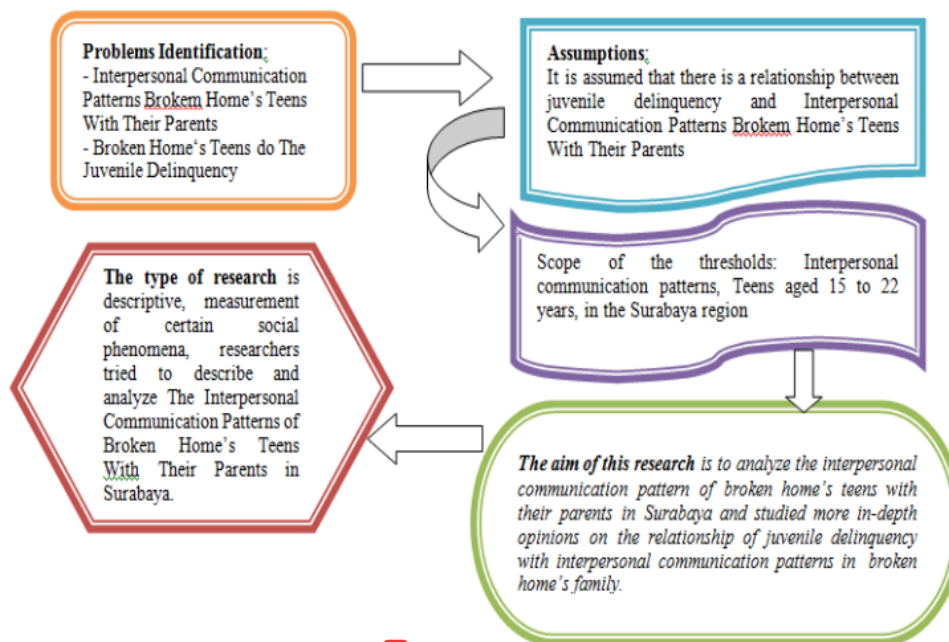 Problems Identification:
- Interpersonal Communication
Patterns Brokem Home's Teens
With Their Parents
- Broken Home's Teens do The
Juvenile Delinquency
Assumptions:
It is assumed that there is a relationship between
juvenile delinquency and Interpersonal
Communication Patterns Brokem Home's Teens
With Their Parents
Scope of the thresholds: Interpersonal
communication patterns, Teens aged 15 to 22
years, in the Surabaya region
The aim of this research is to analyze the interpersonal
communication pattern of broken home's teens with
their parents in Surabaya and studied more in-depth
opinions on the relationship of juvenile delinquency
with interpersonal communication patterns in broken
home's family.
The type of research is
descriptive, measurement
of certain social
phenomena, researchers
tried to describe and
analyze The Interpersonal
Communication Patterns of
Broken Home's Teens
With Their Parents in
Surabaya.